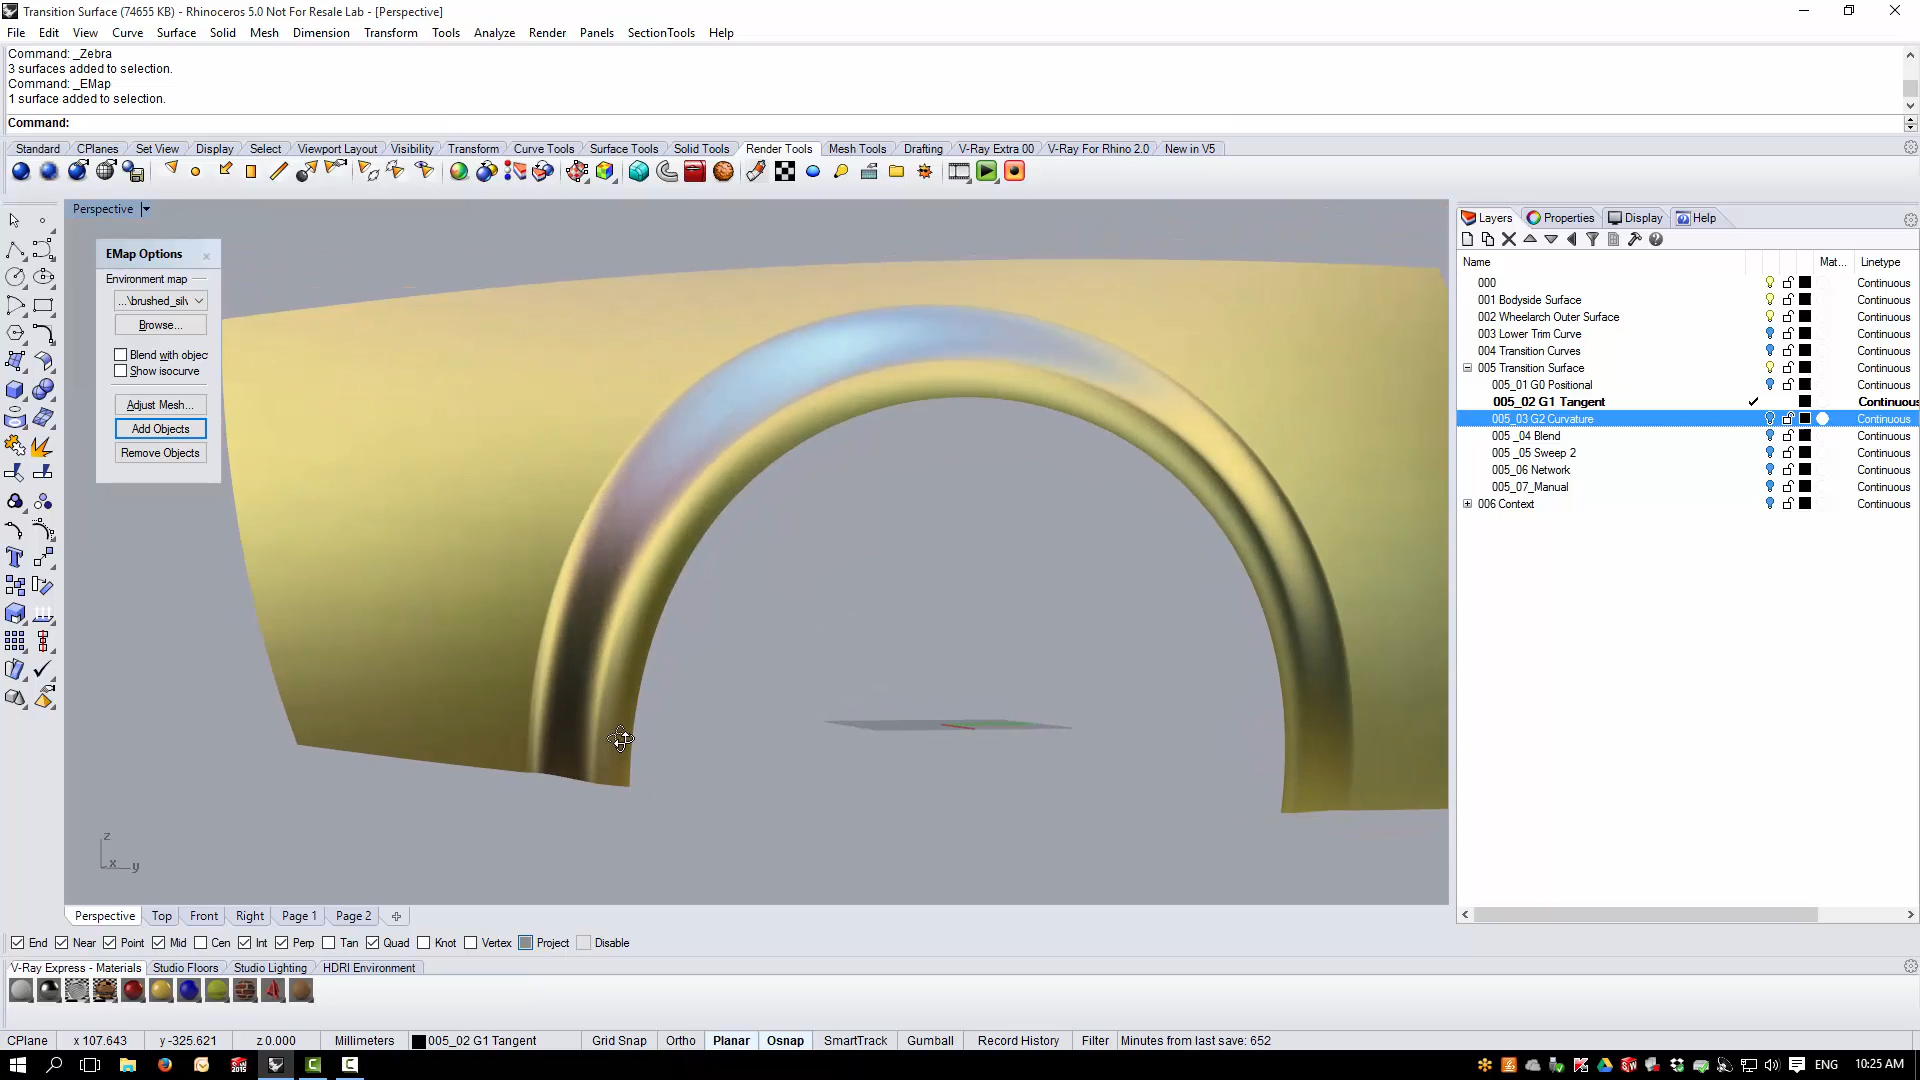 Transition Surface (74655 KB) - Rhinoceros 5.0 Not For Resale Lab - [Perspective]
File Edit View Curve Surface Solid Mesh Dimension Transform Tools Analyze Render Panels SectionTools Help
Command: _Zebra
3 surfaces added to selection.
Command: _EMap
1 surface added to selection.
Command:
Standard CPlanes Set View Display Select Viewport Layout Visibility Transform Curve Tools Surface Tools Solid Tools Render Tools Mesh Tools Drafting V-Ray Extra 00 V-Ray For Rhino 2.0 New in V5
Perspective
EMap Options
Environment map
...\brushed_silv
Browse...
Blend with objec
Show isocurve
Adjust Mesh...
Add Objects
Remove Objects
Layers Properties Display Help
Name Mat... Linetype
000 Continuous
001 Bodyside Surface Continuous
002 Wheelarch Outer Surface Continuous
003 Lower Trim Curve Continuous
004 Transition Curves Continuous
005 Transition Surface Continuous
005_01 G0 Positional Continuous
005_02 G1 Tangent Continuous
005_03 G2 Curvature Continuous
005 _04 Blend Continuous
005 _05 Sweep 2 Continuous
005_06 Network Continuous
005_07_Manual Continuous
006 Context Continuous
z
x y
Perspective Top Front Right Page 1 Page 2
End Near Point Mid Cen Int Perp Tan Quad Knot Vertex Project Disable
V-Ray Express - Materials Studio Floors Studio Lighting HDRI Environment
CPlane x 107.643 y -325.621 z 0.000 Millimeters 005_02 G1 Tangent Grid Snap Ortho Planar Osnap SmartTrack Gumball Record History Filter Minutes from last save: 652
ENG 10:25 AM